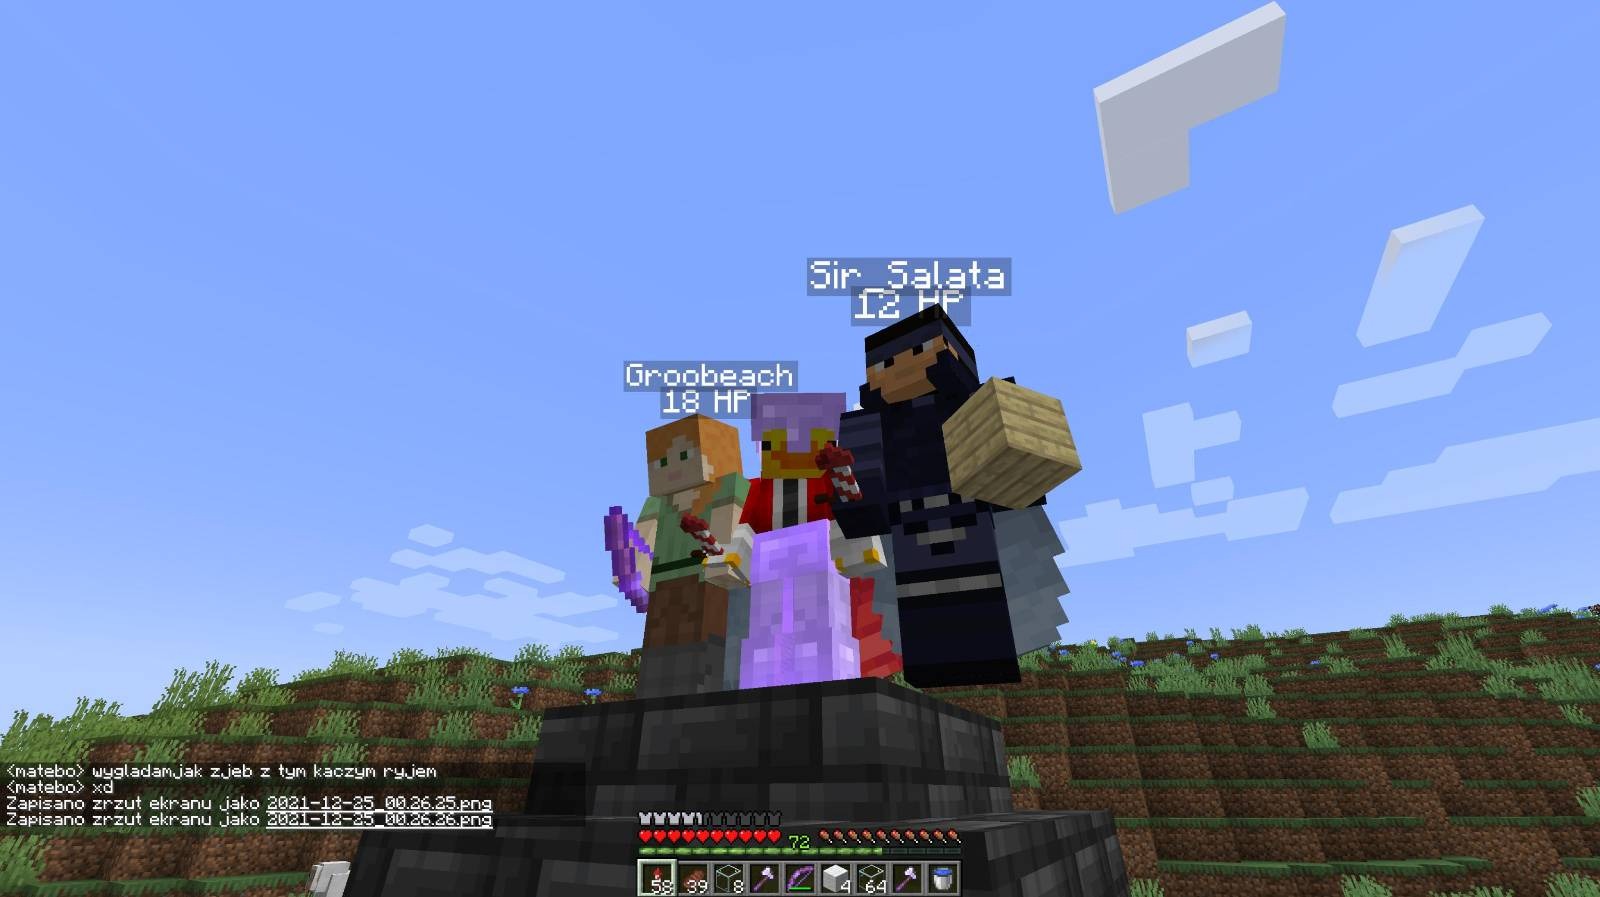 Sir_Salata
12 HP
Groobeach
18 HP
<matebo> wygladamjak zjeb z tym kaczym ryjem
<matebo> xd
Zapisano zrzut ekranu jako 2021-12-25_00.26.25.png
Zapisano zrzut ekranu jako 2021-12-25_00.26.26.png
72
58 39 8 4 64